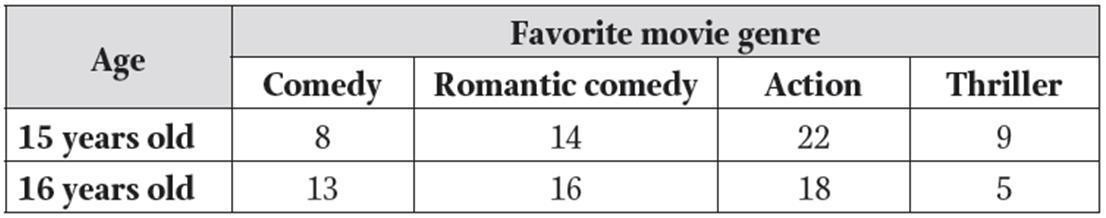 Age
Favorite movie genre
Comedy Romantic comedy Action Thriller
15 years old 8 14 22 9
16 years old 13 16 18 5